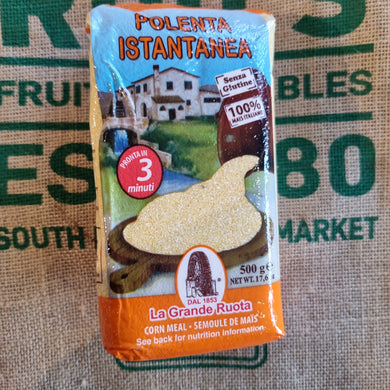 POLENTA
ISTANTANEA
Senza
Glutine
100%
MAIS ITALIANO
PRONTA IN
3
minuti
500 g e
NET WT. 17,6
DAL 1853
La Grande Ruota
CORN MEAL - SEMOULE DE MAÏS
See back for nutrition information.
FRU
BLES
ES
80
SOUTH
MARKET